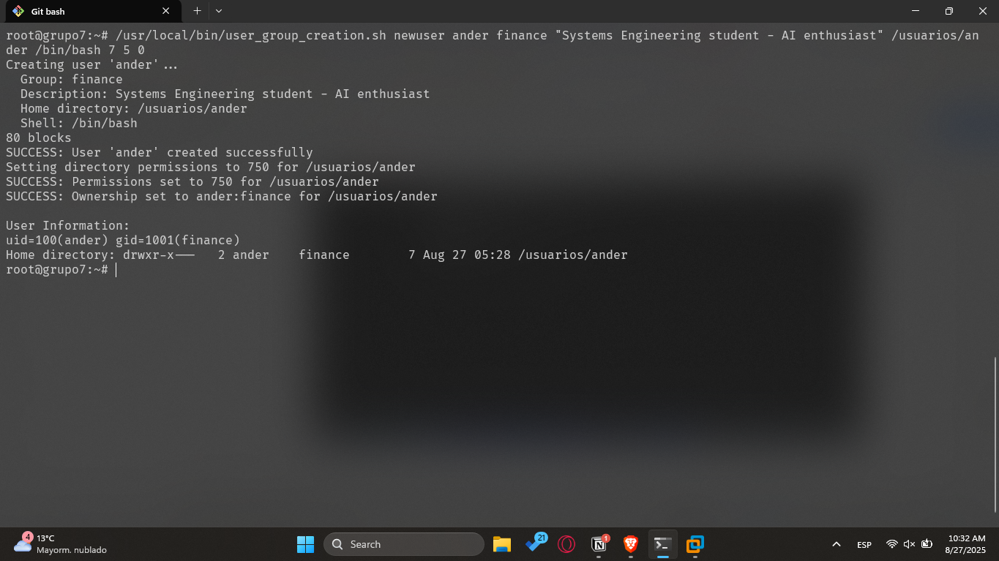 Git bash
root@grupo7:~# /usr/local/bin/user_group_creation.sh newuser ander finance "Systems Engineering student - AI enthusiast" /usuarios/an
der /bin/bash 7 5 0
Creating user 'ander'...
  Group: finance
  Description: Systems Engineering student - AI enthusiast
  Home directory: /usuarios/ander
  Shell: /bin/bash
80 blocks
SUCCESS: User 'ander' created successfully
Setting directory permissions to 750 for /usuarios/ander
SUCCESS: Permissions set to 750 for /usuarios/ander
SUCCESS: Ownership set to ander:finance for /usuarios/ander

User Information:
uid=100(ander) gid=1001(finance)
Home directory: drwxr-x---   2 ander    finance        7 Aug 27 05:28 /usuarios/ander
root@grupo7:~#
4
13°C
Mayorm. nublado
Search
21
1
ESP
10:32 AM
8/27/2025